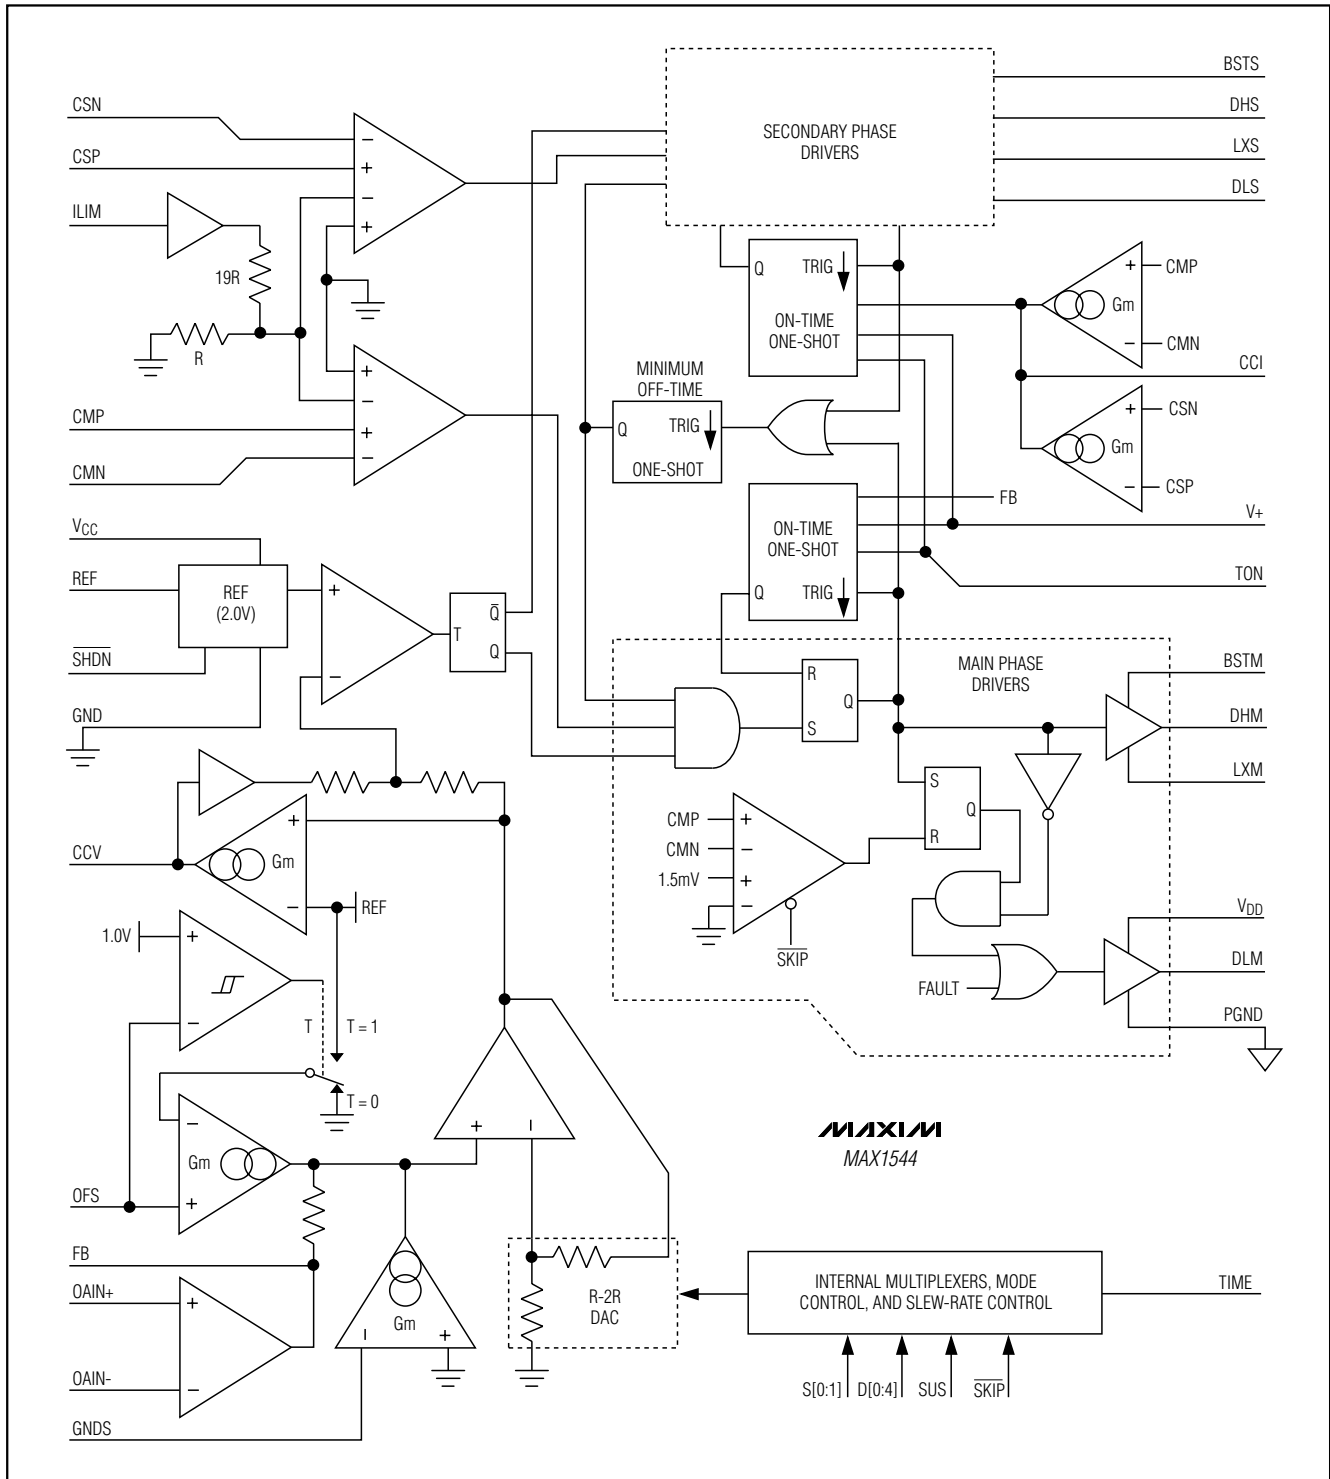 BSTS
DHS
LXS
DLS
SECONDARY PHASE
DRIVERS
CSN
CSP
ILIM
19R
R
CMP
CMN
−
+
−
+
+
−
+
−
Q
TRIG
ON-TIME
ONE-SHOT
+
CMP
Gm
−
CMN
CCI
+
CSN
Gm
−
CSP
MINIMUM
OFF-TIME
Q
TRIG
ONE-SHOT
FB
V+
ON-TIME
ONE-SHOT
TON
Q
TRIG
VCC
REF
REF
(2.0V)
SHDN
GND
+
−
T
Q
Q
MAIN PHASE
DRIVERS
R
Q
S
BSTM
DHM
LXM
S
Q
R
CMP
+
CMN
−
1.5mV
+
−
SKIP
FAULT
VDD
DLM
PGND
CCV
+
Gm
−
REF
1.0V
+
−
T
T = 1
T = 0
−
Gm
+
OFS
FB
OAIN+
+
OAIN-
−
GNDS
+
−
−
+
Gm
R-2R
DAC
MAXIM
MAX1544
INTERNAL MULTIPLEXERS, MODE
CONTROL, AND SLEW-RATE CONTROL
TIME
S[0:1]
D[0:4]
SUS
SKIP